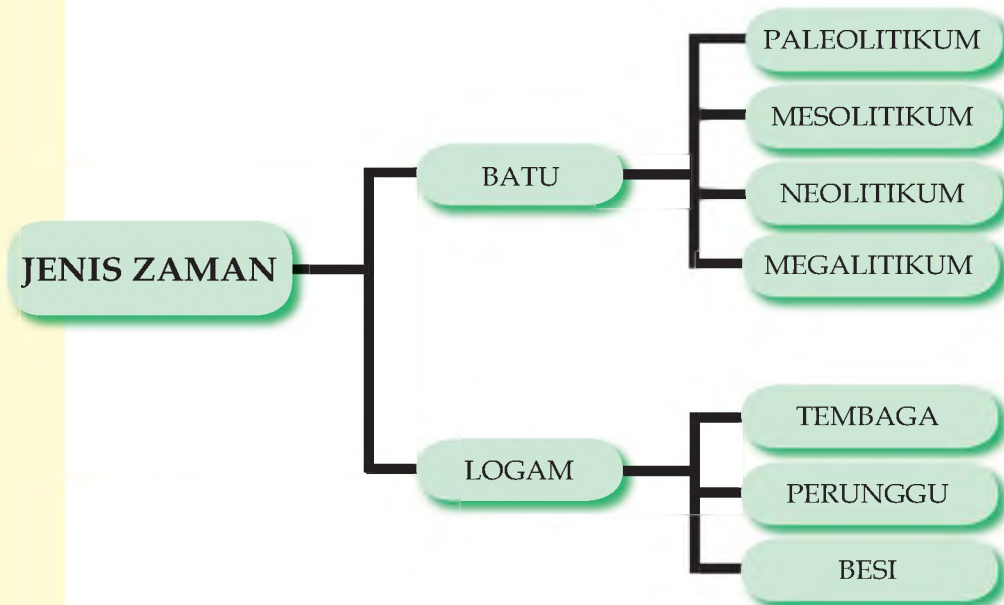 JENIS ZAMAN
BATU
PALEOLITIKUM
MESOLITIKUM
NEOLITIKUM
MEGALITIKUM
LOGAM
TEMBAGA
PERUNGGU
BESI